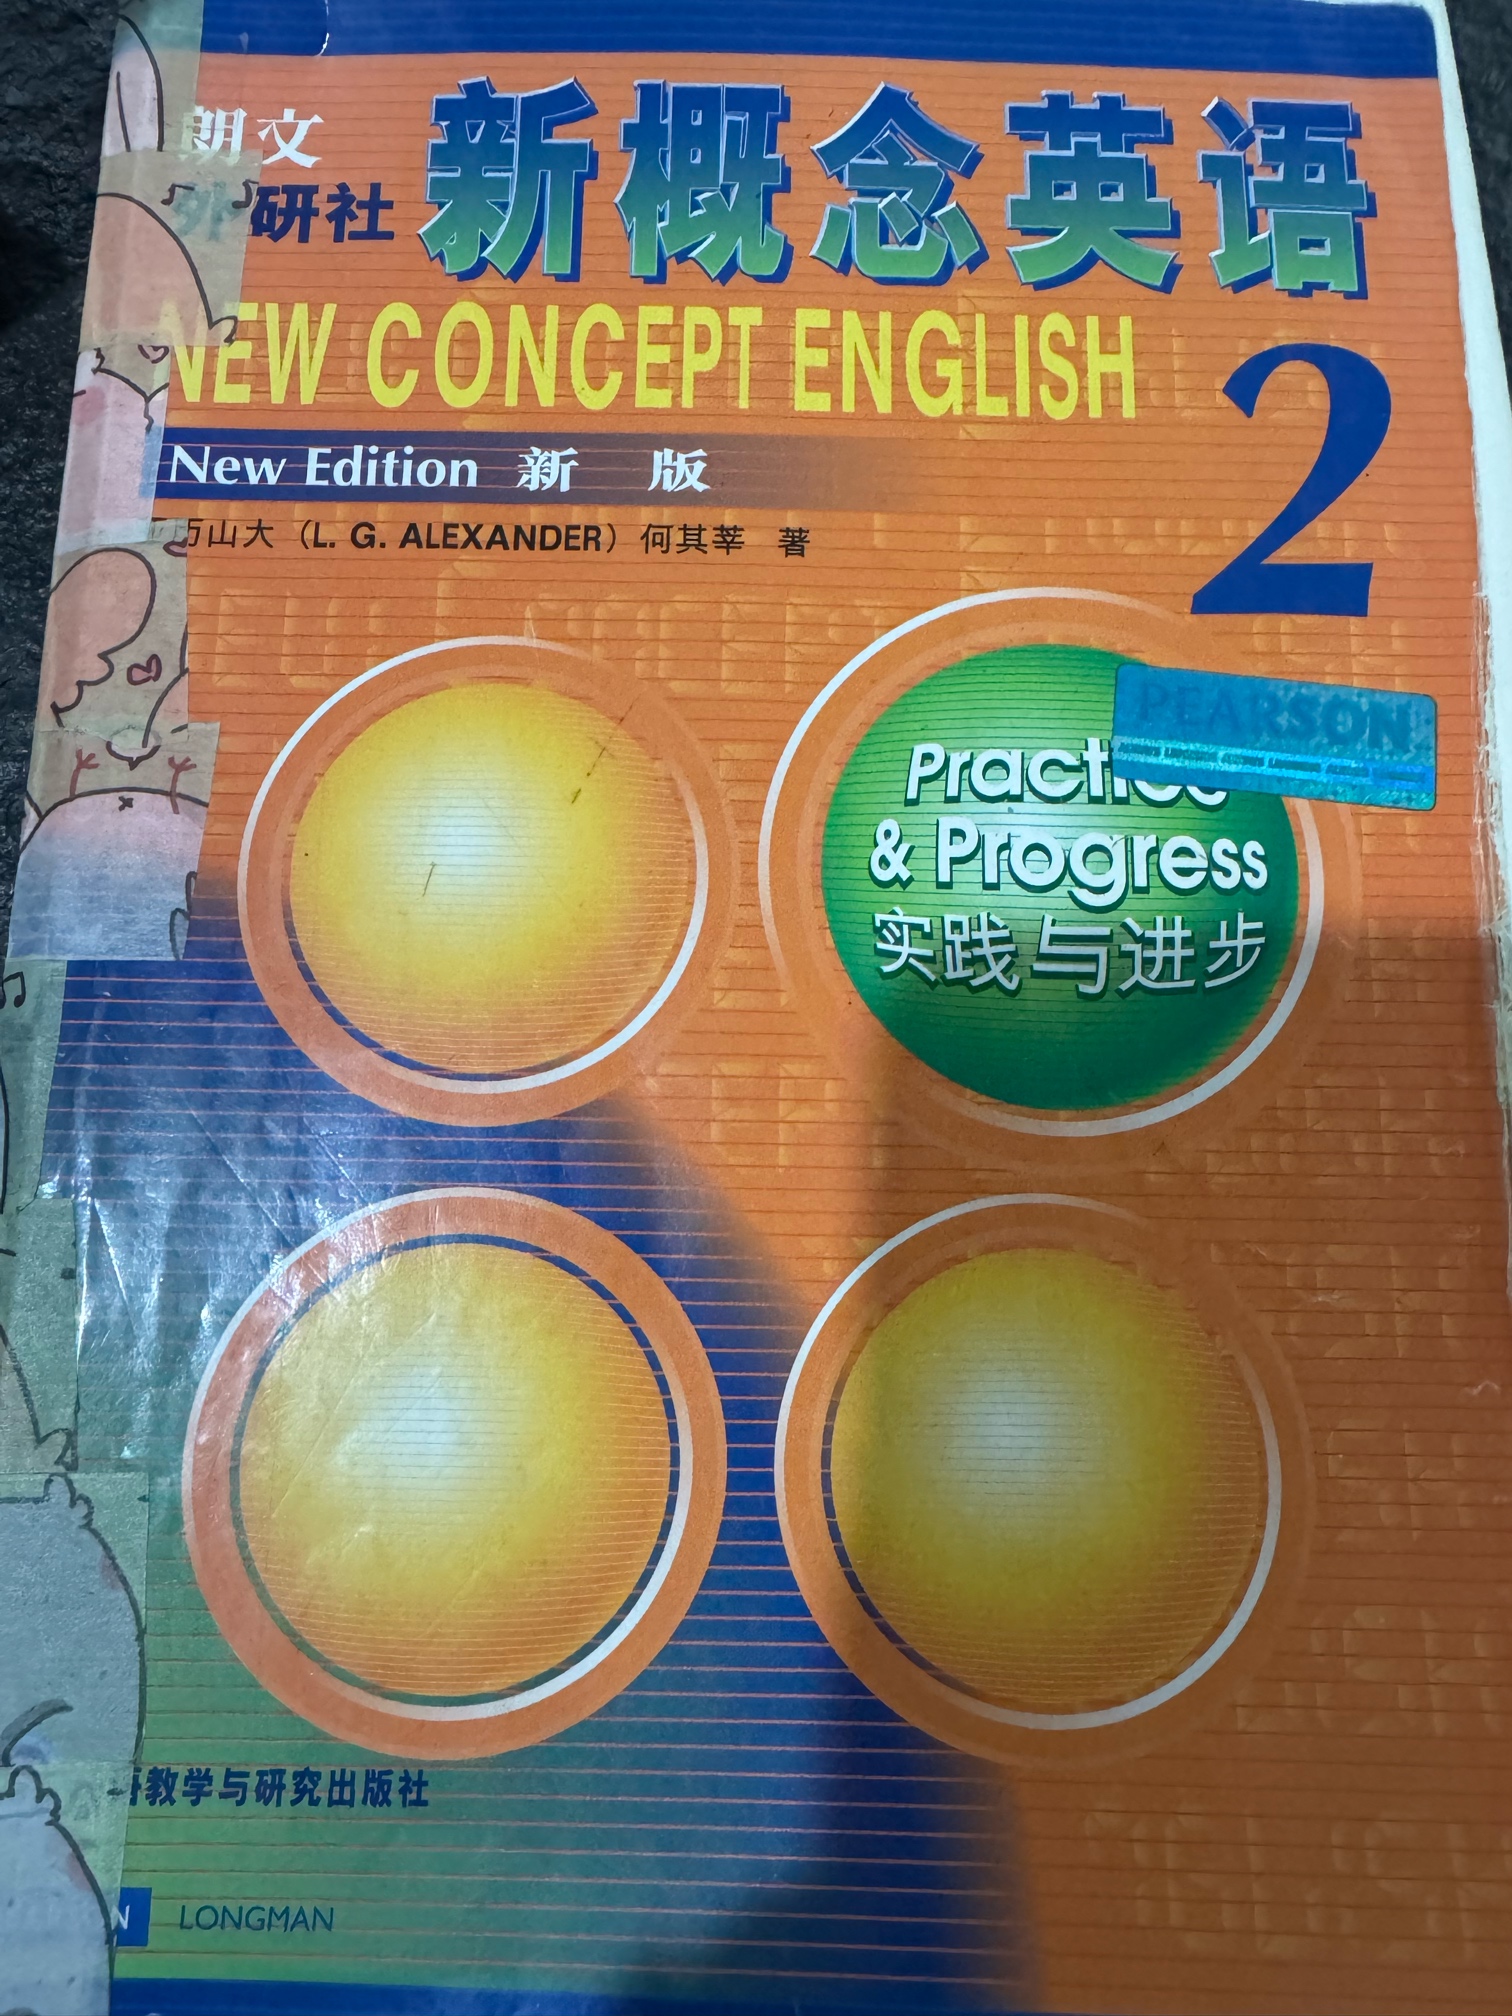 朗文
外研社
新概念英语
NEW CONCEPT ENGLISH
2
New Edition 新 版
历山大（L. G. ALEXANDER）何其莘 著
PEARSON
Practice
& Progress
实践与进步
教学与研究出版社
N LONGMAN